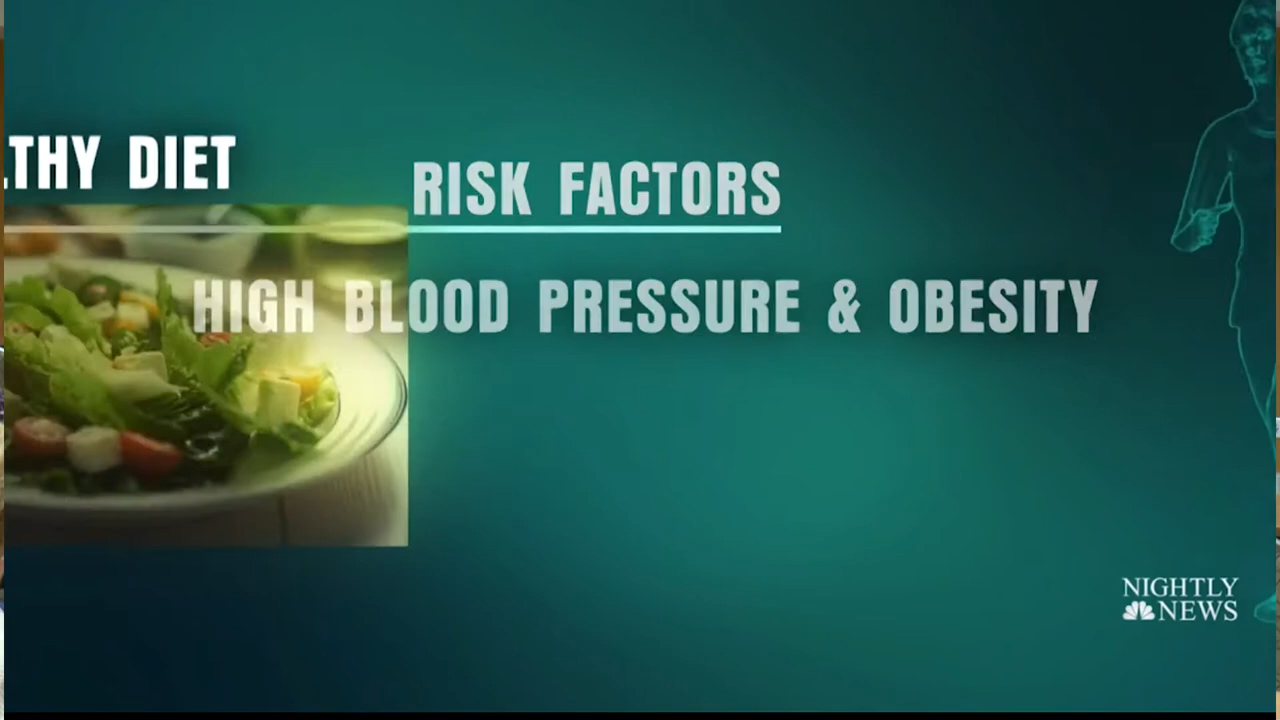 LTHY DIET
RISK FACTORS
HIGH BLOOD PRESSURE & OBESITY
NIGHTLY
NEWS